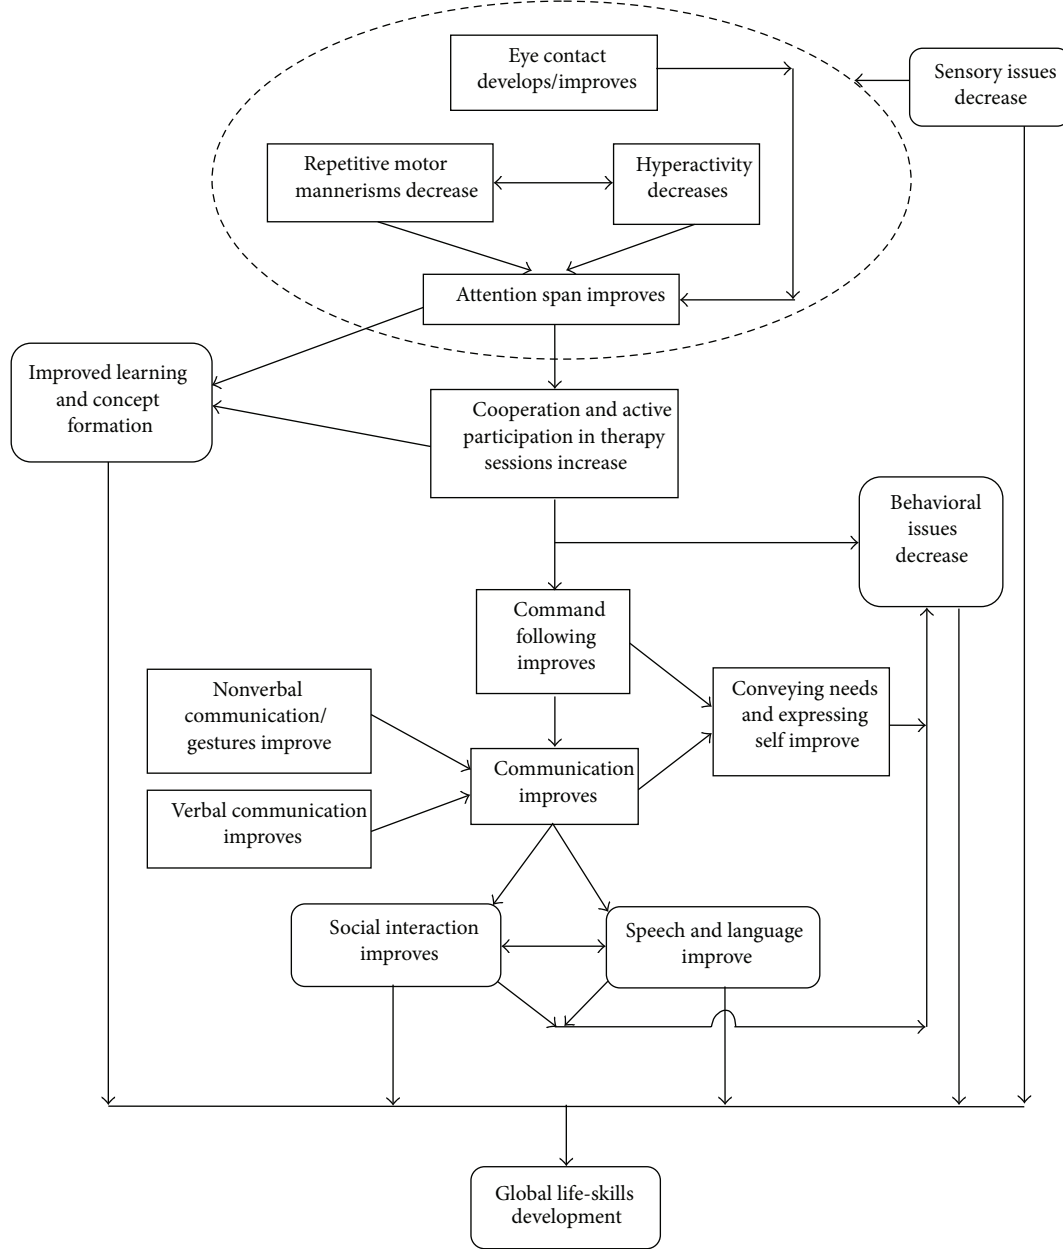 Eye contact
develops/improves
Sensory issues
decrease
Repetitive motor
mannerisms decrease
Hyperactivity
decreases
Attention span improves
Improved learning
and concept
formation
Cooperation and active
participation in therapy
sessions increase
Behavioral
issues
decrease
Command
following
improves
Nonverbal
communication/
gestures improve
Conveying needs
and expressing
self improve
Communication
improves
Verbal communication
improves
Social interaction
improves
Speech and language
improve
Global life-skills
development